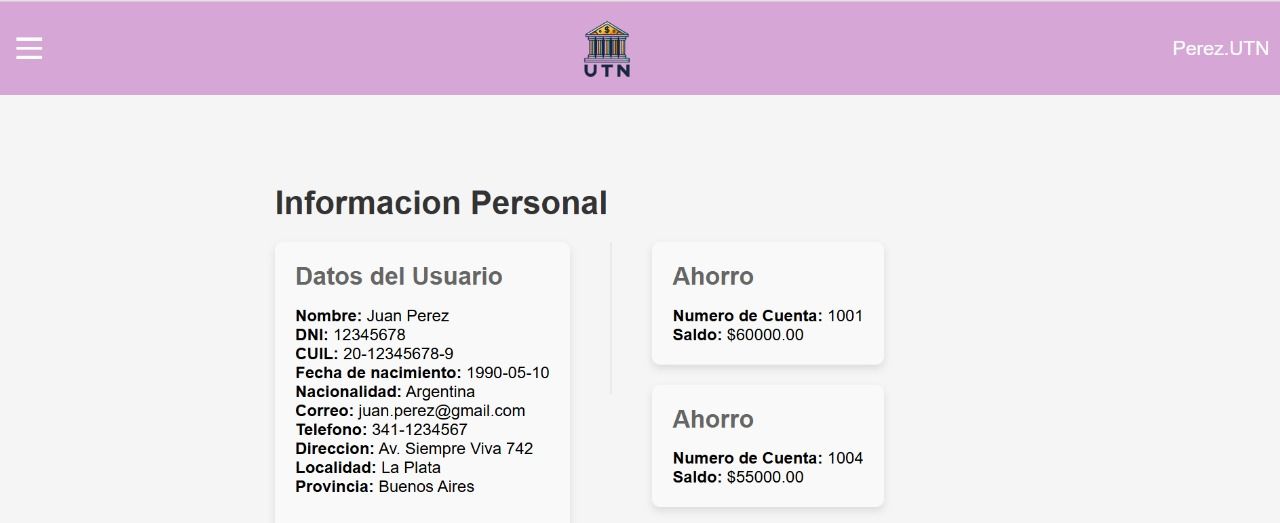 UTN
Perez.UTN
Informacion Personal
Datos del Usuario
Nombre: Juan Perez
DNI: 12345678
CUIL: 20-12345678-9
Fecha de nacimiento: 1990-05-10
Nacionalidad: Argentina
Correo: juan.perez@gmail.com
Telefono: 341-1234567
Direccion: Av. Siempre Viva 742
Localidad: La Plata
Provincia: Buenos Aires
Ahorro
Numero de Cuenta: 1001
Saldo: $60000.00
Ahorro
Numero de Cuenta: 1004
Saldo: $55000.00